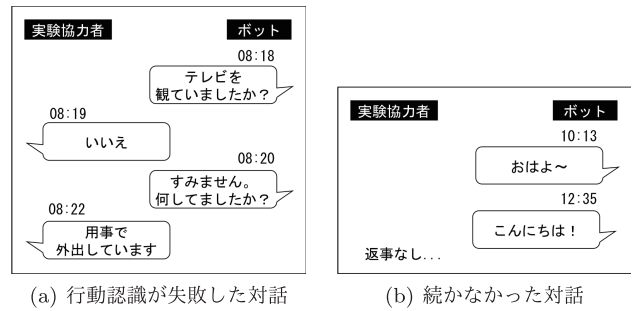 実験協力者
ボット
08:18
テレビを
観ていましたか？
08:19
いいえ
08:20
すみません。
何してましたか？
08:22
用事で
外出しています
(a) 行動認識が失敗した対話
実験協力者
ボット
10:13
おはよ〜
12:35
こんにちは！
返事なし...
(b) 続かなかった対話